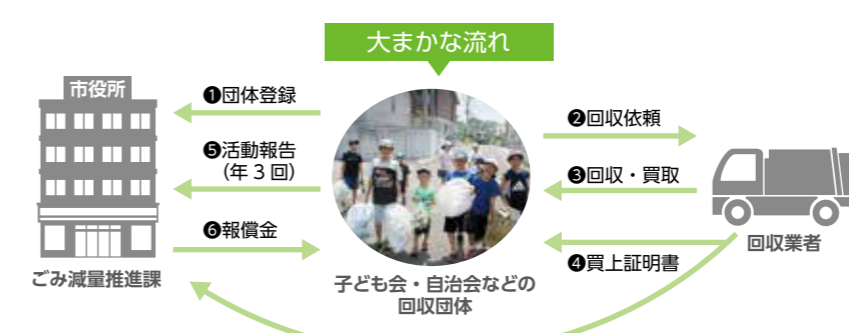 大まかな流れ
市役所
❶団体登録
❷回収依頼
❺活動報告
(年3回)
❸回収・買取
❻報償金
❹買上証明書
回収業者
ごみ減量推進課
子ども会・自治会などの
回収団体